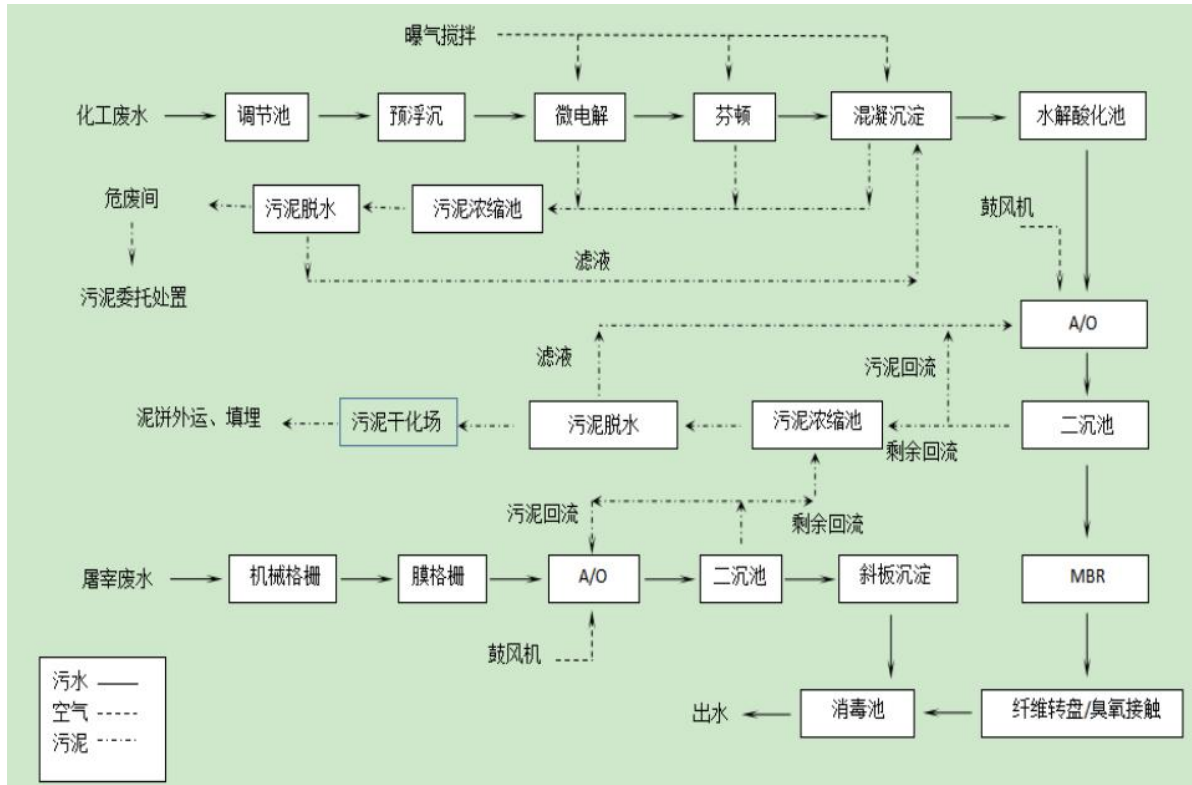 曝气搅拌
化工废水
调节池
预浮沉
微电解
芬顿
混凝沉淀
水解酸化池
危废间
污泥脱水
污泥浓缩池
鼓风机
滤液
污泥委托处置
A/O
滤液
污泥回流
泥饼外运、填埋
污泥干化场
污泥脱水
污泥浓缩池
二沉池
剩余回流
污泥回流
剩余回流
屠宰废水
机械格栅
膜格栅
A/O
二沉池
斜板沉淀
MBR
鼓风机
污水
空气
污泥
出水
消毒池
纤维转盘/臭氧接触